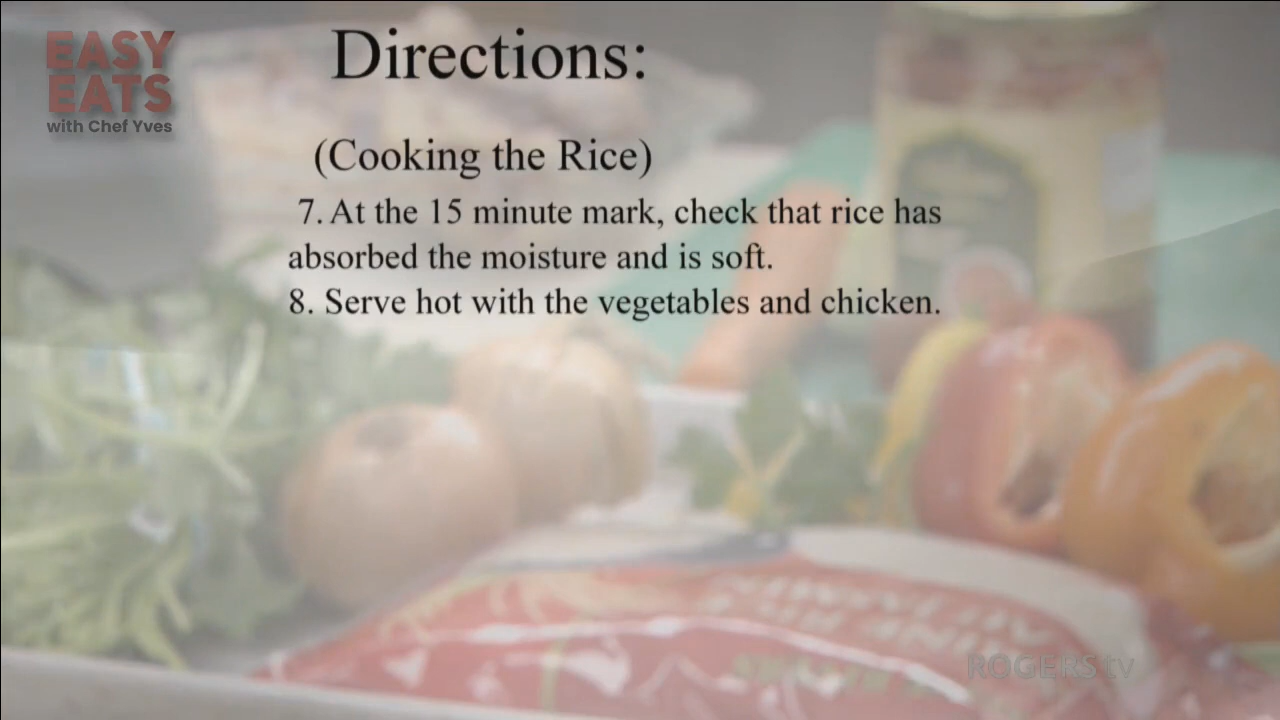 EASY
EATS
with Chef Yves
Directions:
(Cooking the Rice)
7. At the 15 minute mark, check that rice has
absorbed the moisture and is soft.
8. Serve hot with the vegetables and chicken.
ROGERS tv